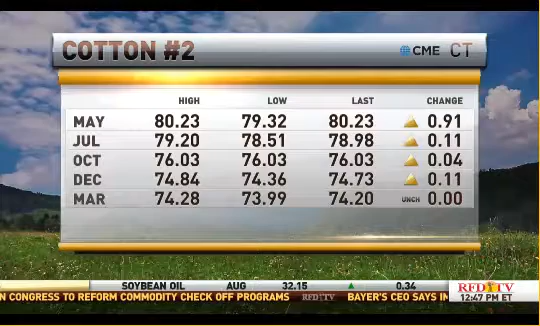 COTTON #2
CME CT
HIGH LOW LAST CHANGE
MAY 80.23 79.32 80.23 0.91
JUL 79.20 78.51 78.98 0.11
OCT 76.03 76.03 76.03 0.04
DEC 74.84 74.36 74.73 0.11
MAR 74.28 73.99 74.20 UNCH 0.00
SOYBEAN OIL AUG 32.15 0.34
N CONGRESS TO REFORM COMMODITY CHECK OFF PROGRAMS RFDTV BAYER'S CEO SAYS IN
RFD TV
12:47 PM ET